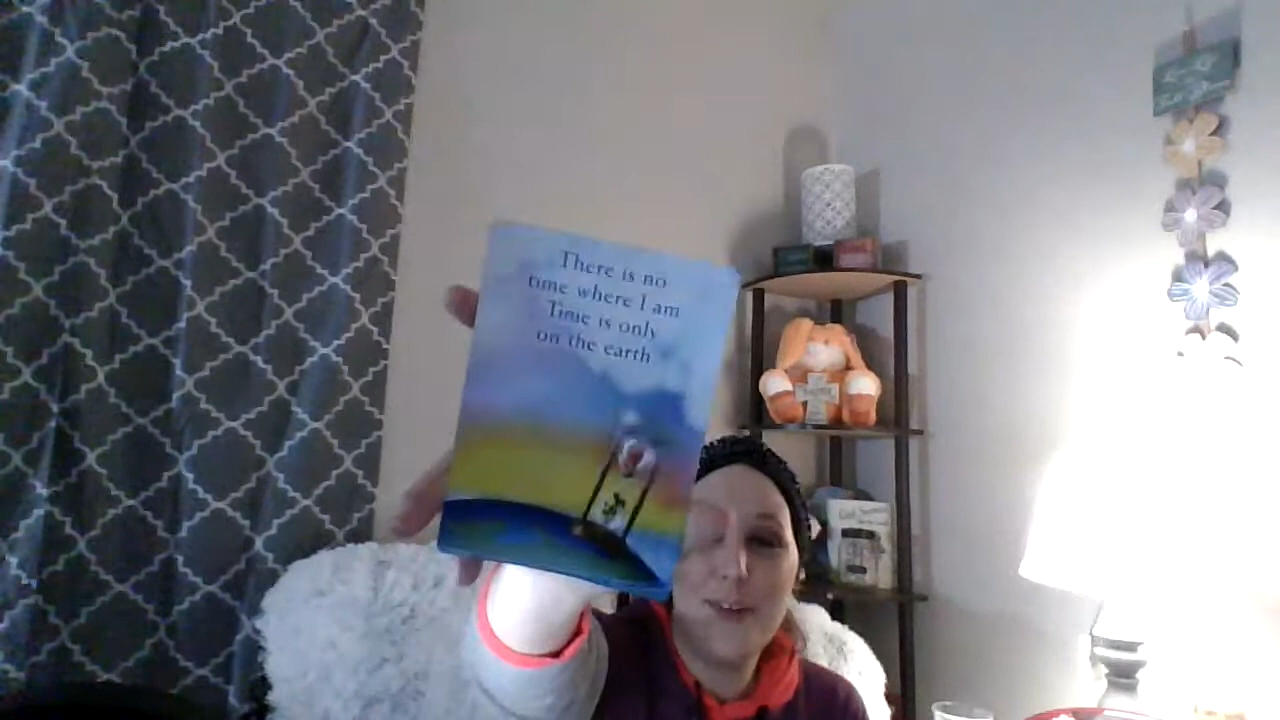 There is no
time where I am
Time is only
on the earth